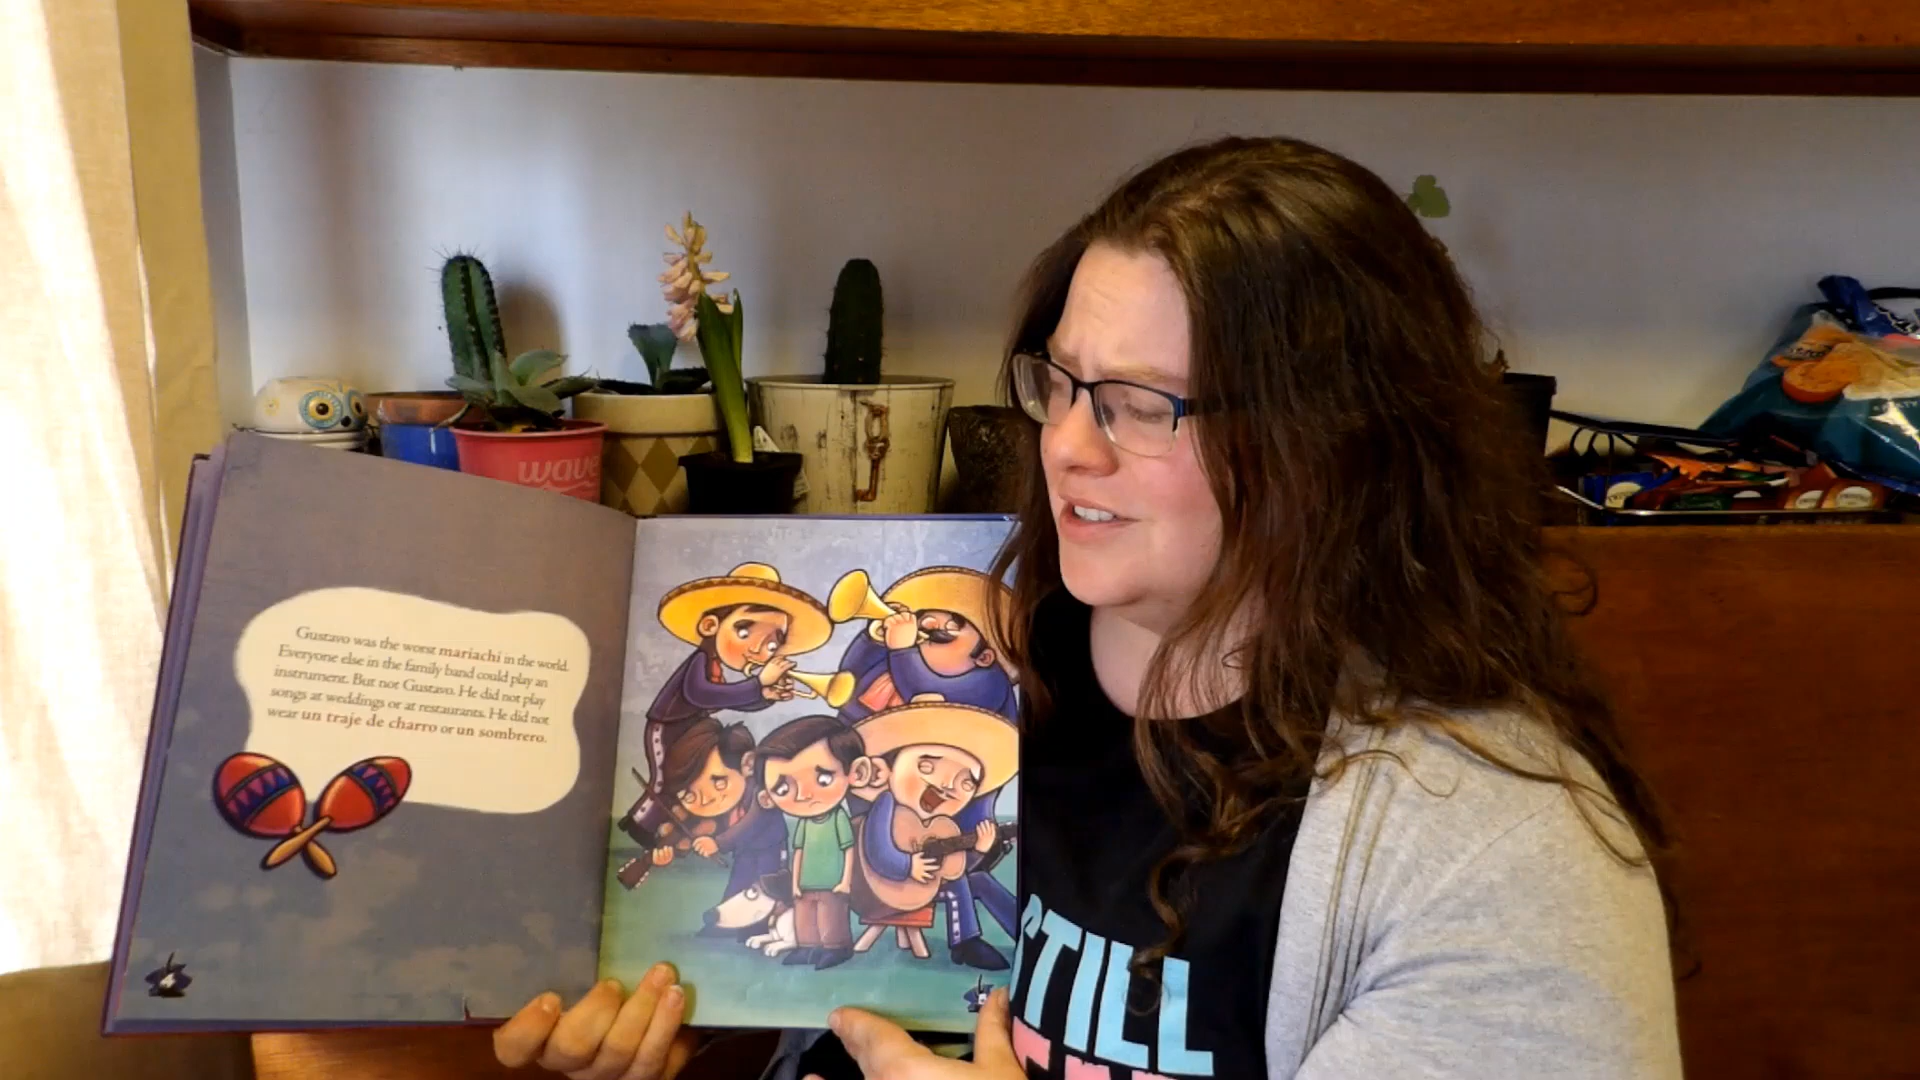 wave
Gustavo was the worst mariachi in the world.
Everyone else in the family band could play an
instrument. But not Gustavo. He did not play
songs at weddings or at restaurants. He did not
wear un traje de charro or un sombrero.
STILL